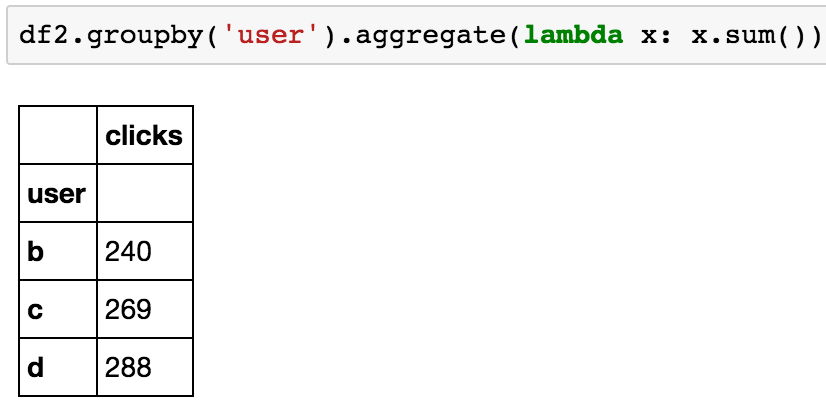 df2.groupby('user').aggregate(lambda x: x.sum())
clicks
user
b 240
c 269
d 288